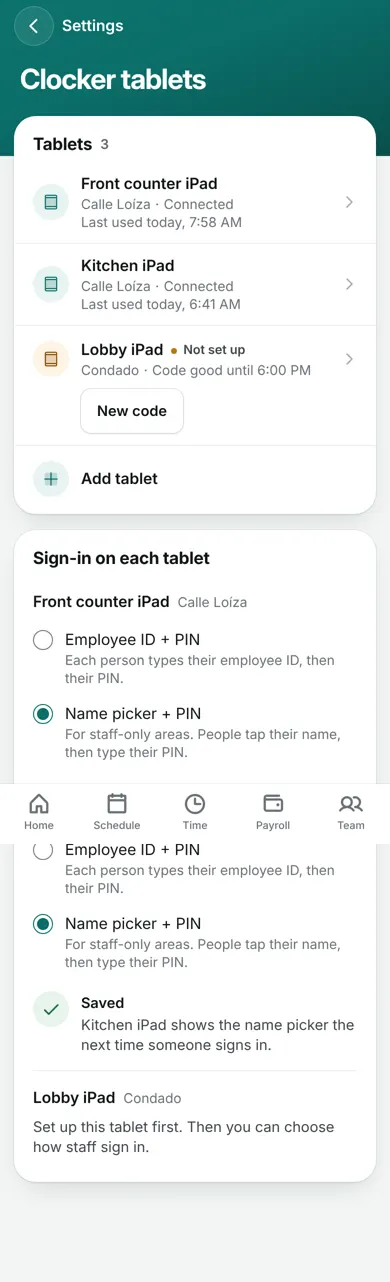 Settings
Clocker tablets
Tablets 3
Front counter iPad
Calle Loíza · Connected
Last used today, 7:58 AM
Kitchen iPad
Calle Loíza · Connected
Last used today, 6:41 AM
Lobby iPad • Not set up
Condado · Code good until 6:00 PM
New code
Add tablet
Sign-in on each tablet
Front counter iPad Calle Loíza
Employee ID + PIN
Each person types their employee ID, then
their PIN.
Name picker + PIN
For staff-only areas. People tap their name,
then type their PIN.
Home Schedule Time Payroll Team
Employee ID + PIN
Each person types their employee ID, then
their PIN.
Name picker + PIN
For staff-only areas. People tap their name,
then type their PIN.
Saved
Kitchen iPad shows the name picker the
next time someone signs in.
Lobby iPad Condado
Set up this tablet first. Then you can choose
how staff sign in.